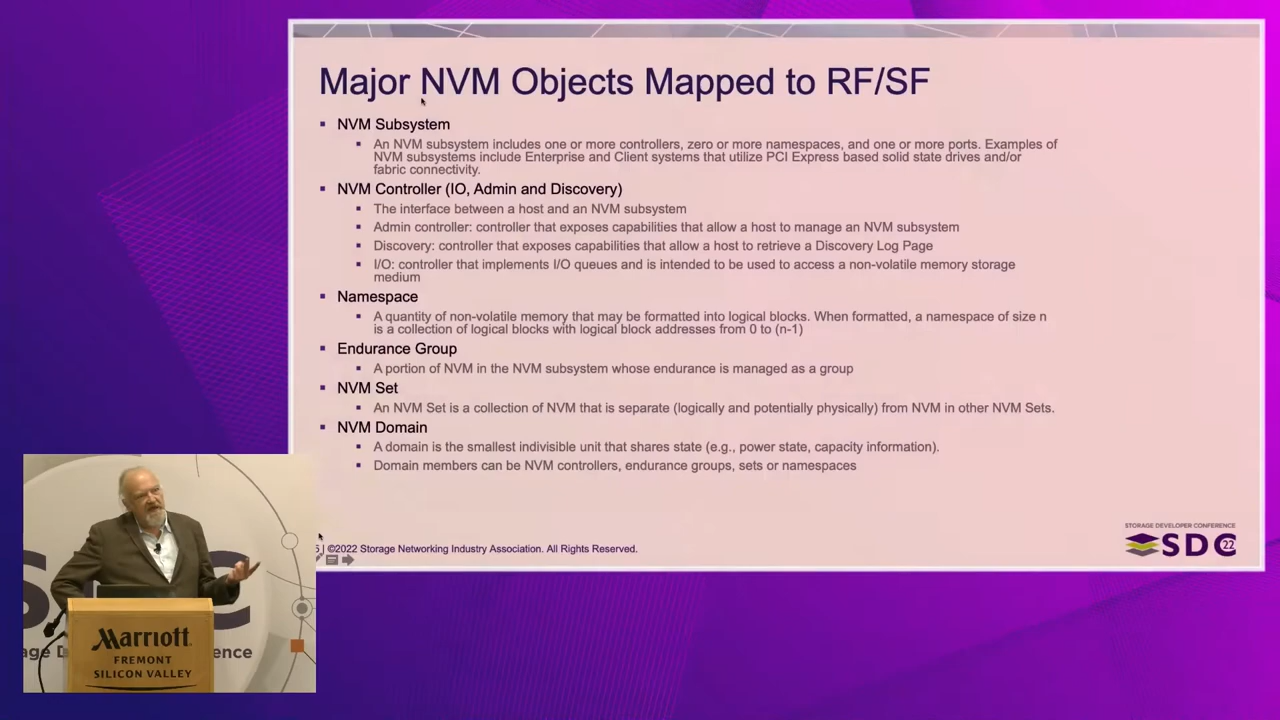 Major NVM Objects Mapped to RF/SF
NVM Subsystem
An NVM subsystem includes one or more controllers, zero or more namespaces, and one or more ports. Examples of
NVM subsystems include Enterprise and Client systems that utilize PCI Express based solid state drives and/or
fabric connectivity.
NVM Controller (IO, Admin and Discovery)
The interface between a host and an NVM subsystem
Admin controller: controller that exposes capabilities that allow a host to manage an NVM subsystem
Discovery: controller that exposes capabilities that allow a host to retrieve a Discovery Log Page
I/O: controller that implements I/O queues and is intended to be used to access a non-volatile memory storage
medium
Namespace
A quantity of non-volatile memory that may be formatted into logical blocks. When formatted, a namespace of size n
is a collection of logical blocks with logical block addresses from 0 to (n-1)
Endurance Group
A portion of NVM in the NVM subsystem whose endurance is managed as a group
NVM Set
An NVM Set is a collection of NVM that is separate (logically and potentially physically) from NVM in other NVM Sets.
NVM Domain
A domain is the smallest indivisible unit that shares state (e.g., power state, capacity information).
Domain members can be NVM controllers, endurance groups, sets or namespaces
| ©2022 Storage Networking Industry Association. All Rights Reserved.
STORAGE DEVELOPER CONFERENCE
SDC 22
Marriott
FREMONT
SILICON VALLEY